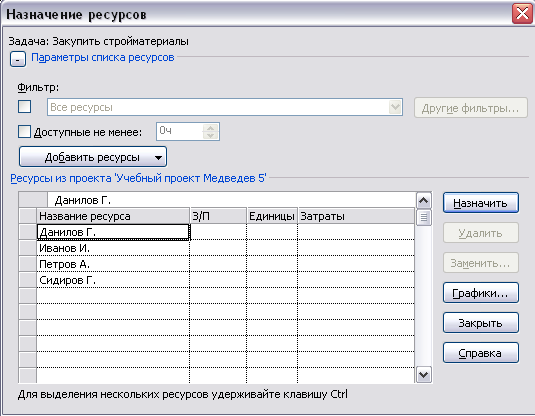 Назначение ресурсов
Задача: Закупить стройматериалы
- Параметры списка ресурсов
Фильтр:
Все ресурсы Другие фильтры...
Доступные не менее: 0ч
Добавить ресурсы
Ресурсы из проекта 'Учебный проект Медведев 5'
Данилов Г. Назначить
Название ресурса З/П Единицы Затраты
Данилов Г. Удалить
Иванов И.
Петров А. Заменить...
Сидиров Г.
Графики...
Закрыть
Справка
Для выделения нескольких ресурсов удерживайте клавишу Ctrl